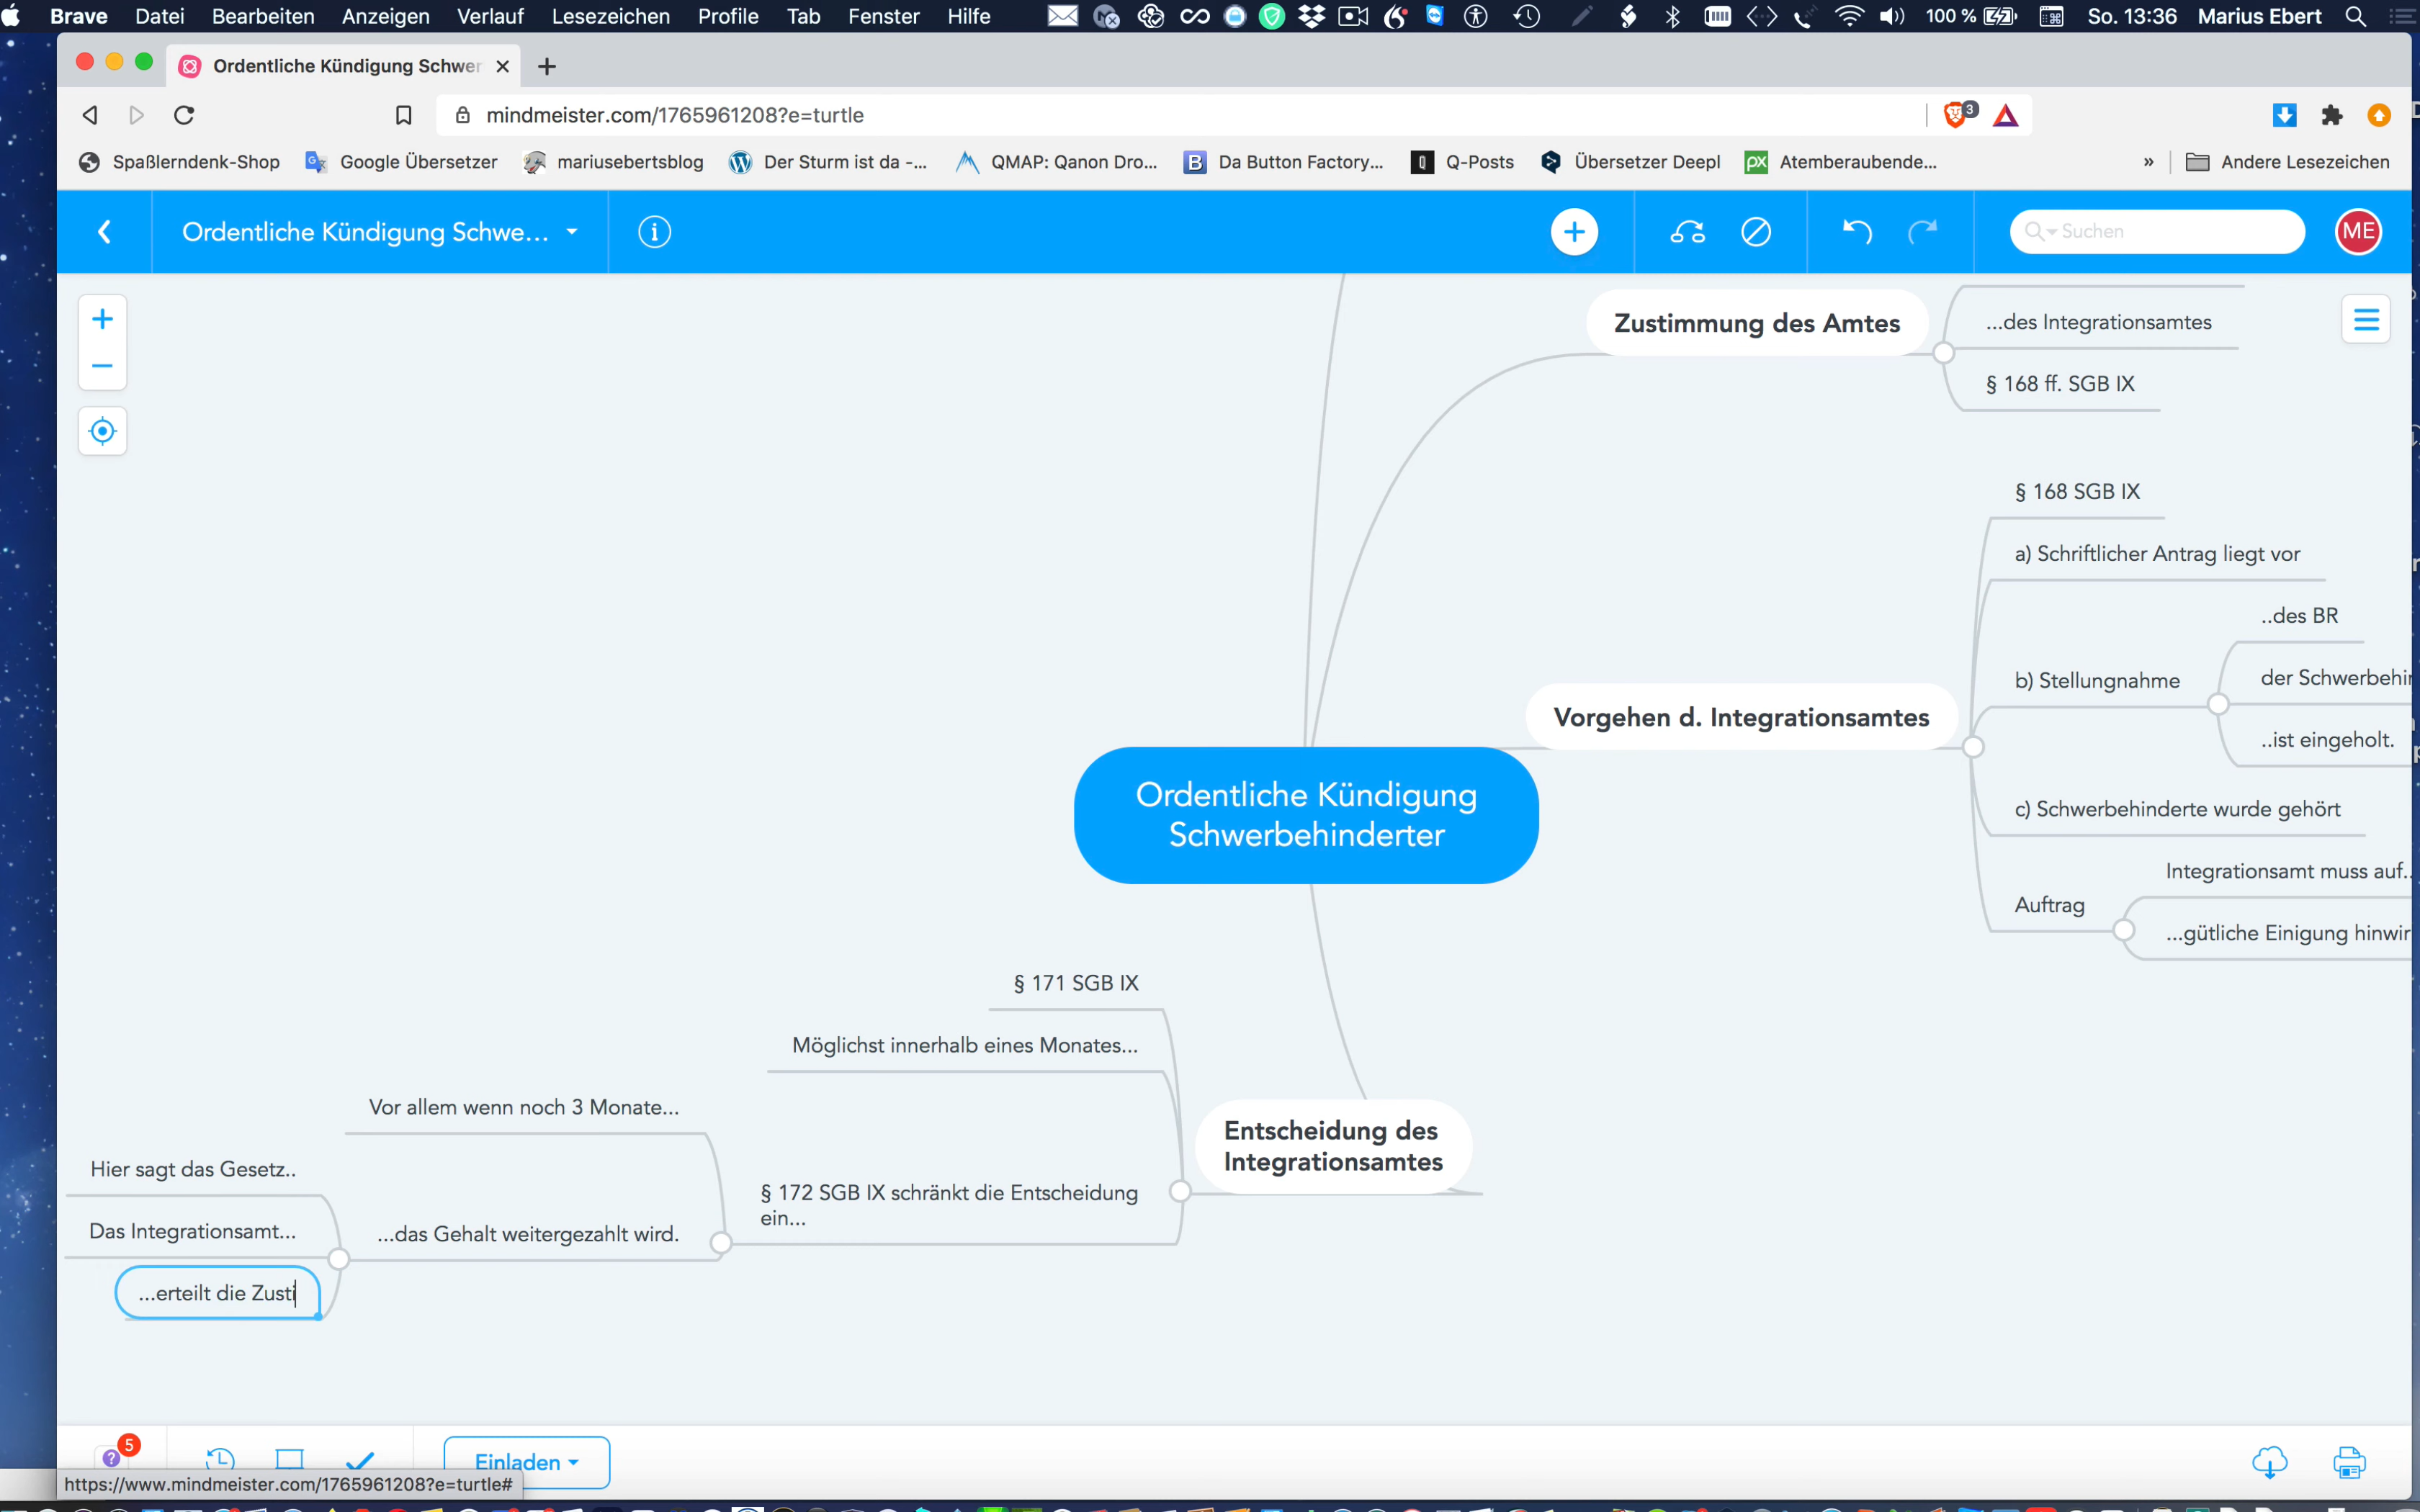 Brave Datei Bearbeiten Anzeigen Verlauf Lesezeichen Profile Tab Fenster Hilfe 100 % So. 13:36 Marius Ebert
Ordentliche Kündigung Schwer
mindmeister.com/1765961208?e=turtle 3
Spaßlerndenk-Shop Google Übersetzer mariusebertsblog Der Sturm ist da -... QMAP: Qanon Dro... B Da Button Factory... Q-Posts Übersetzer Deepl px Atemberaubende... » Andere Lesezeichen
Ordentliche Kündigung Schwe... Suchen ME
Zustimmung des Amtes
...des Integrationsamtes
§ 168 ff. SGB IX
§ 168 SGB IX
a) Schriftlicher Antrag liegt vor
..des BR
b) Stellungnahme
der Schwerbehi
..ist eingeholt.
Vorgehen d. Integrationsamtes
c) Schwerbehinderte wurde gehört
Integrationsamt muss auf..
Auftrag
...gütliche Einigung hinwir
Ordentliche Kündigung
Schwerbehinderter
§ 171 SGB IX
Möglichst innerhalb eines Monates...
Vor allem wenn noch 3 Monate...
Entscheidung des
Integrationsamtes
Hier sagt das Gesetz..
§ 172 SGB IX schränkt die Entscheidung
ein...
Das Integrationsamt...
...das Gehalt weitergezahlt wird.
...erteilt die Zusti
5
Einladen
https://www.mindmeister.com/1765961208?e=turtle#